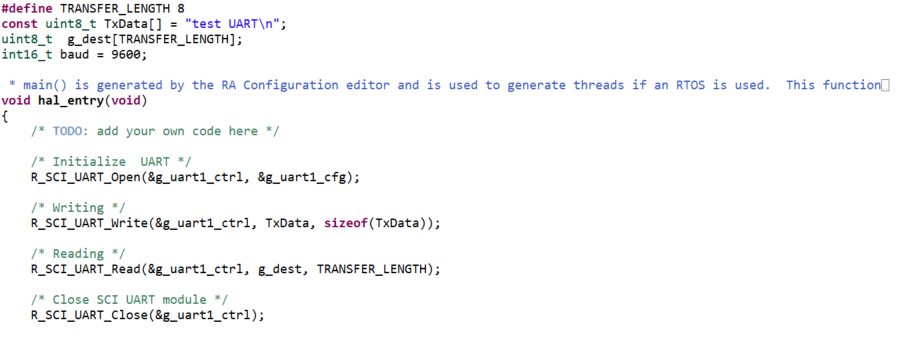 #define TRANSFER_LENGTH 8
const uint8_t TxData[] = "test UART\n";
uint8_t  g_dest[TRANSFER_LENGTH];
int16_t baud = 9600;

 * main() is generated by the RA Configuration editor and is used to generate threads if an RTOS is used.  This function
void hal_entry(void)
{
    /* TODO: add your own code here */

    /* Initialize  UART */
    R_SCI_UART_Open(&g_uart1_ctrl, &g_uart1_cfg);

    /* Writing */
    R_SCI_UART_Write(&g_uart1_ctrl, TxData, sizeof(TxData));

    /* Reading */
    R_SCI_UART_Read(&g_uart1_ctrl, g_dest, TRANSFER_LENGTH);

    /* Close SCI UART module */
    R_SCI_UART_Close(&g_uart1_ctrl);